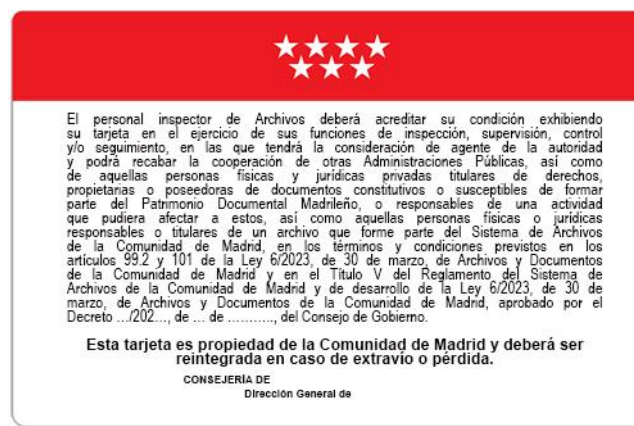 El personal inspector de Archivos deberá acreditar su condición exhibiendo
su tarjeta en el ejercicio de sus funciones de inspección, supervisión, control
y/o seguimiento, en las que tendrá la consideración de agente de la autoridad
y podrá recabar la cooperación de otras Administraciones Públicas, así como
de aquellas personas físicas y jurídicas privadas titulares de derechos,
propietarias o poseedoras de documentos constitutivos o susceptibles de formar
parte del Patrimonio Documental Madrileño, o responsables de una actividad
que pudiera afectar a estos, así como aquellas personas físicas o jurídicas
responsables o titulares de un archivo que forme parte del Sistema de Archivos
de la Comunidad de Madrid, en los términos y condiciones previstos en los
artículos 99.2 y 101 de la Ley 6/2023, de 30 de marzo, de Archivos y Documentos
de la Comunidad de Madrid y en el Título V del Reglamento del Sistema de
Archivos de la Comunidad de Madrid y de desarrollo de la Ley 6/2023, de 30 de
marzo, de Archivos y Documentos de la Comunidad de Madrid, aprobado por el
Decreto .../202..., de ... de .........., del Consejo de Gobierno.
Esta tarjeta es propiedad de la Comunidad de Madrid y deberá ser
reintegrada en caso de extravío o pérdida.
CONSEJERÍA DE
Dirección General de